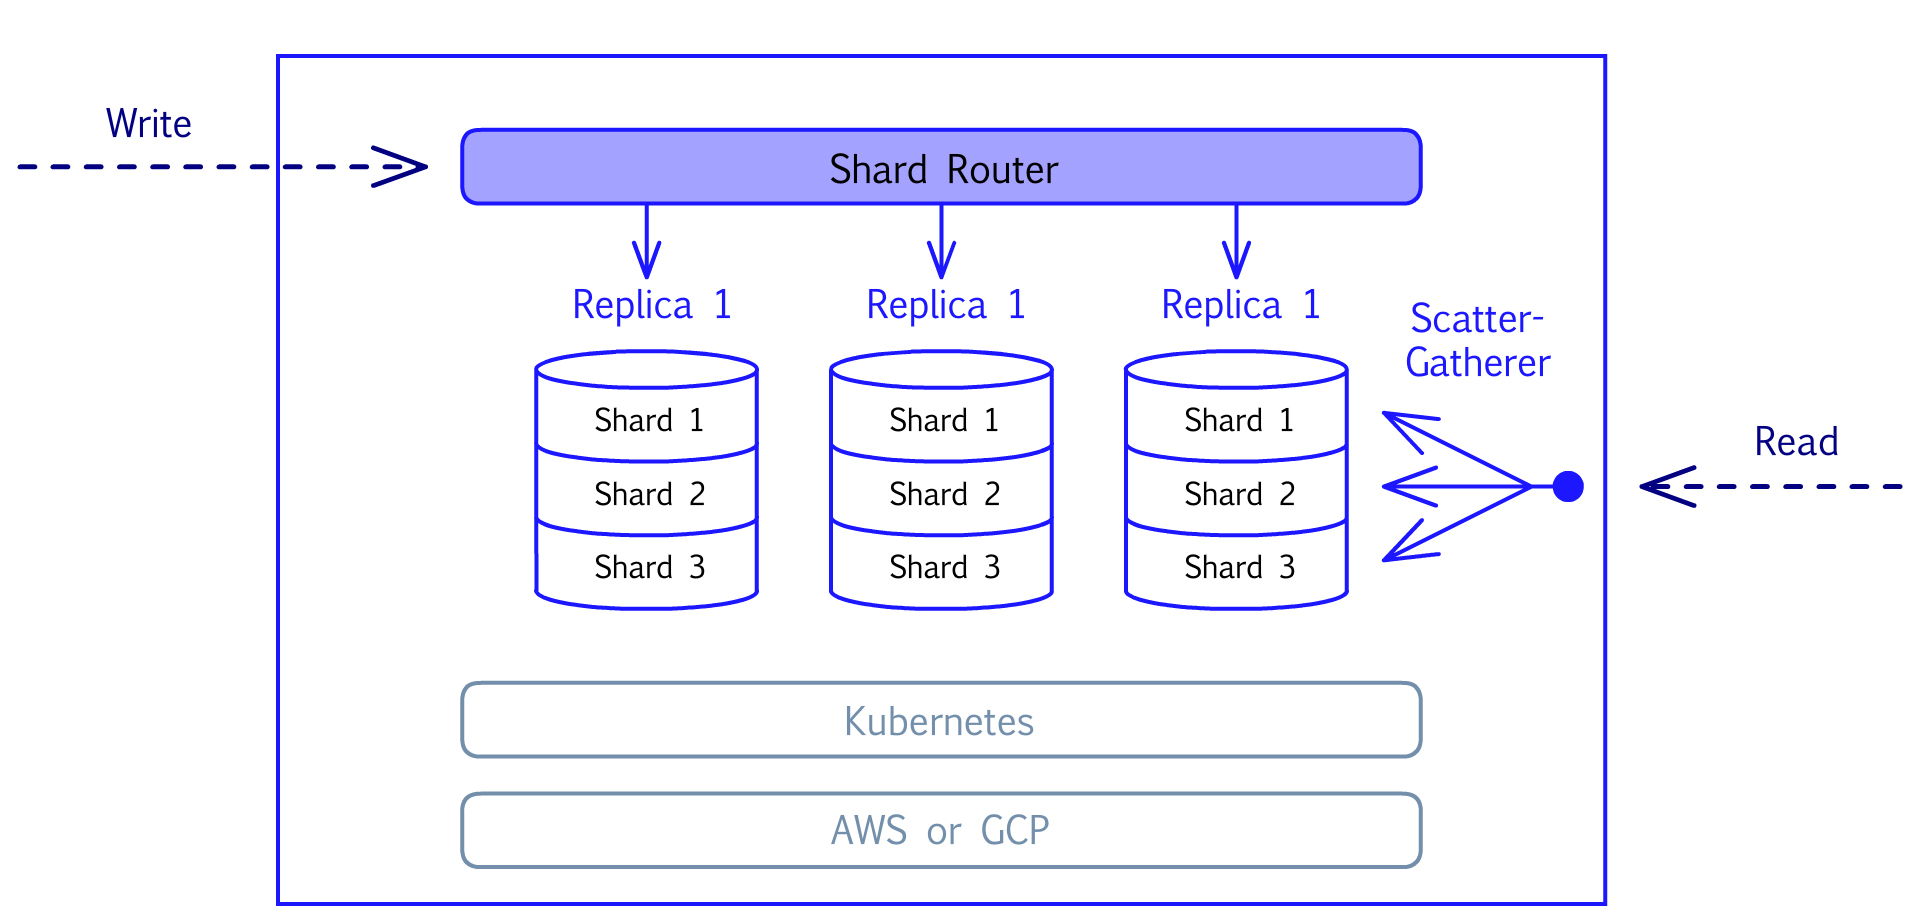 Write
Shard Router
Replica 1
Replica 1
Replica 1
Scatter-
Gatherer
Shard 1
Shard 1
Shard 1
Read
Shard 2
Shard 2
Shard 2
Shard 3
Shard 3
Shard 3
Kubernetes
AWS or GCP